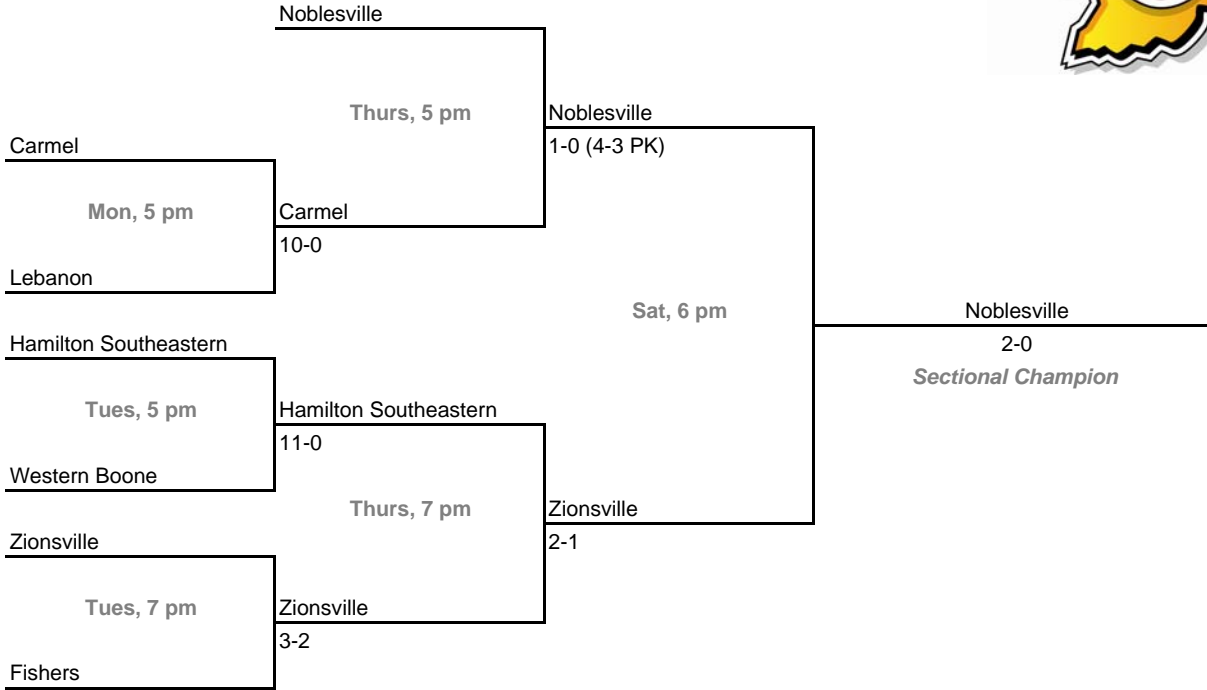 Noblesville
Thurs, 5 pm
Noblesville
Carmel
1-0 (4-3 PK)
Mon, 5 pm
Carmel
10-0
Lebanon
Sat, 6 pm
Noblesville
Hamilton Southeastern
2-0
Sectional Champion
Tues, 5 pm
Hamilton Southeastern
11-0
Western Boone
Thurs, 7 pm
Zionsville
Zionsville
2-1
Tues, 7 pm
Zionsville
3-2
Fishers